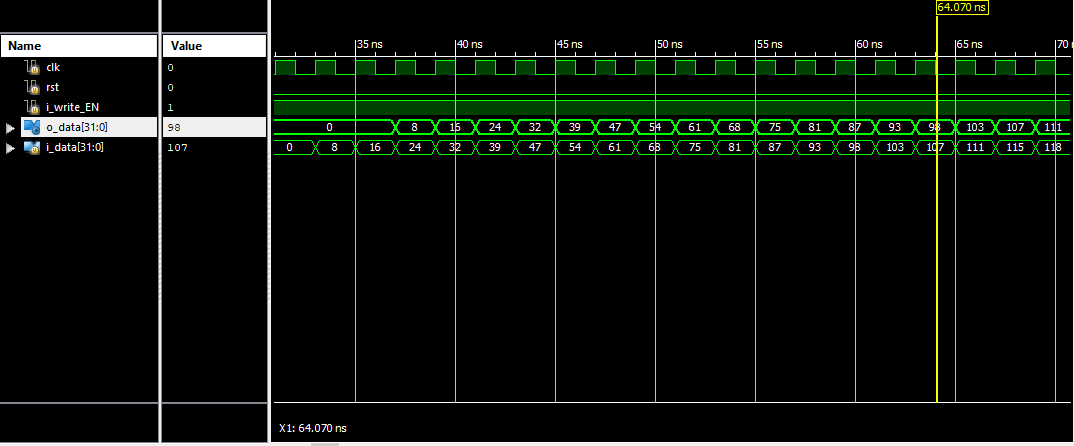 64.070 ns
Name Value 35 ns 40 ns 45 ns 50 ns 55 ns 60 ns 65 ns 70 n
clk 0
rst 0
i_write_EN 1
o_data[31:0] 98 0 8 16 24 32 39 47 54 61 68 75 81 87 93 98 103 107 111
i_data[31:0] 107 0 8 16 24 32 39 47 54 61 68 75 81 87 93 98 103 107 111 115 118
X1: 64.070 ns